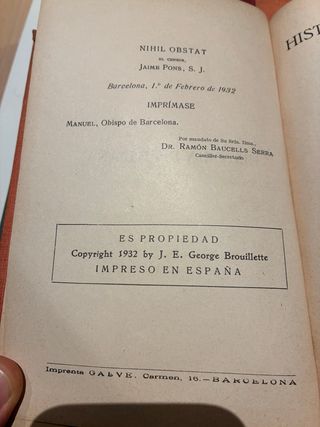 NIHIL OBSTAT
EL CENSOR,
JAIME PONS, S. J.
Barcelona, 1.º de Febrero de 1932
IMPRÍMASE
MANUEL, Obispo de Barcelona.
Por mandato de Su Scia. Ilma.,
DR. RAMÓN BAUCELLS SERRA
Canciller-Secretario
ES PROPIEDAD
Copyright 1932 by J. E. George Brouillette
IMPRESO EN ESPAÑA
Imprenta GALVE, Carmen, 16.—BARCELONA
HIST